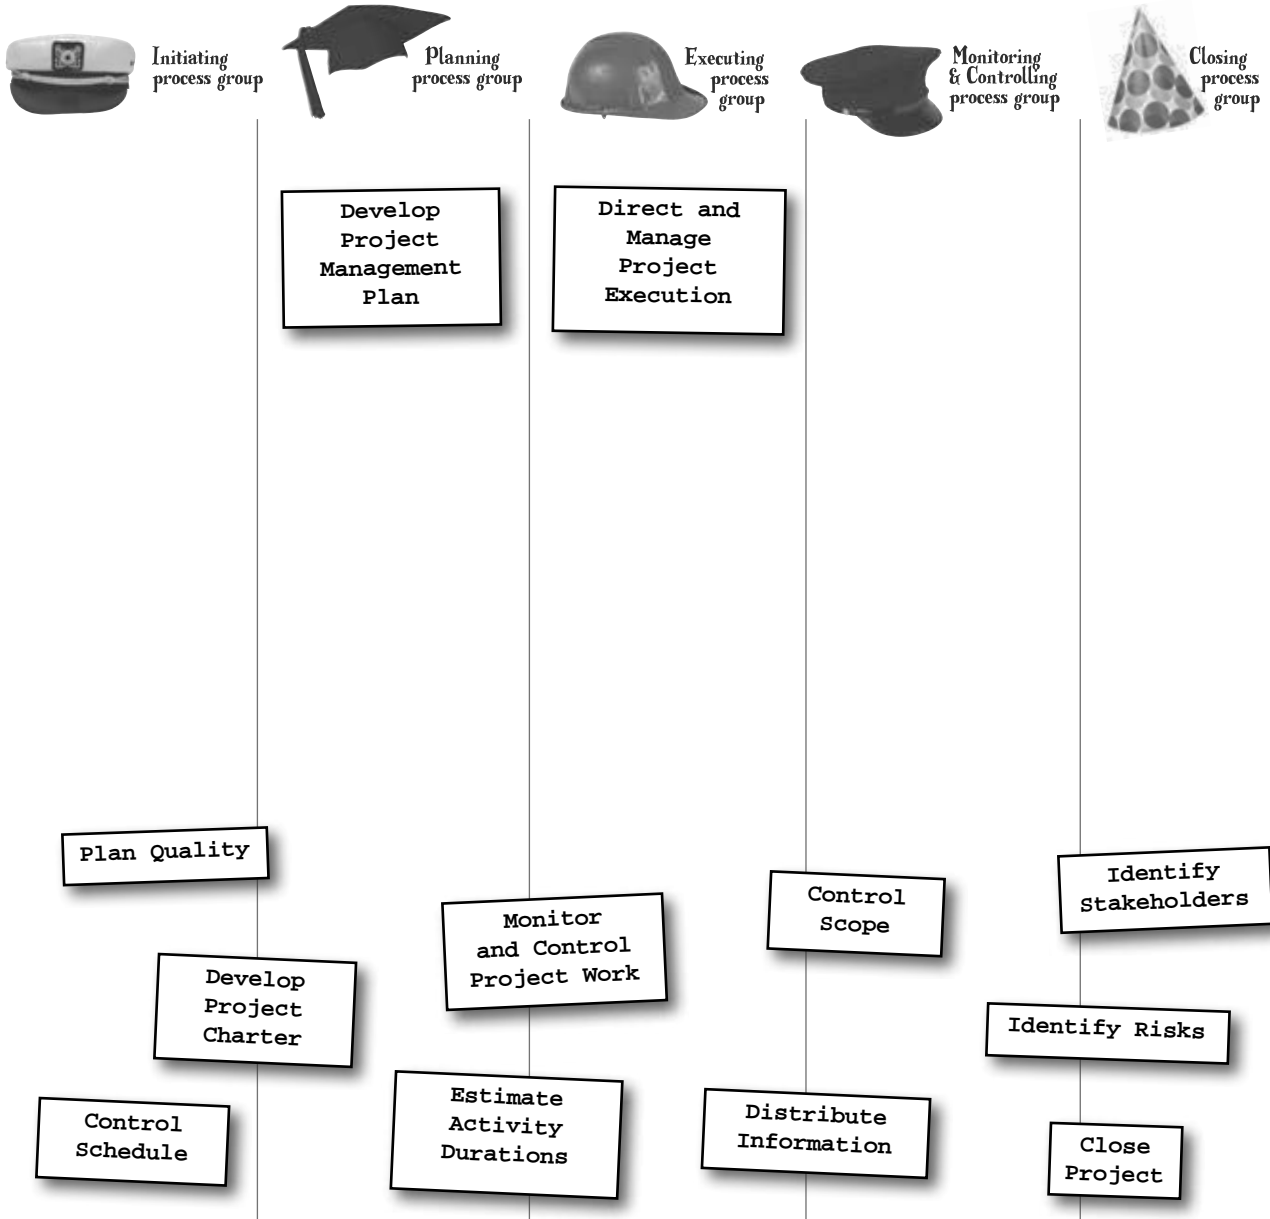 Initiating
process group
Planning
process group
Executing
process
group
Monitoring
& Controlling
process group
Closing
process
group
Develop
Project
Management
Plan
Direct and
Manage
Project
Execution
Plan Quality
Monitor
and Control
Project Work
Control
Scope
Identify
Stakeholders
Develop
Project
Charter
Identify Risks
Control
Schedule
Estimate
Activity
Durations
Distribute
Information
Close
Project